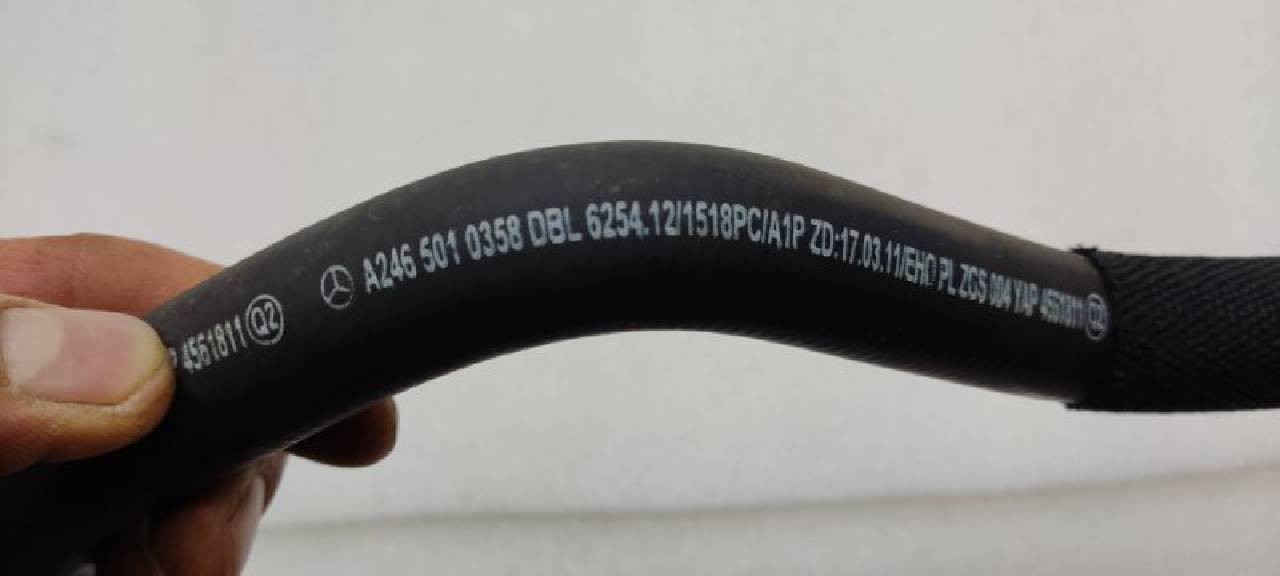 4561811 Q2 A246 501 0358 DBL 6254.12/1518PC/A1P ZD:17.03.11/EHO PL ZGS 004 YAP 4561811 Q2